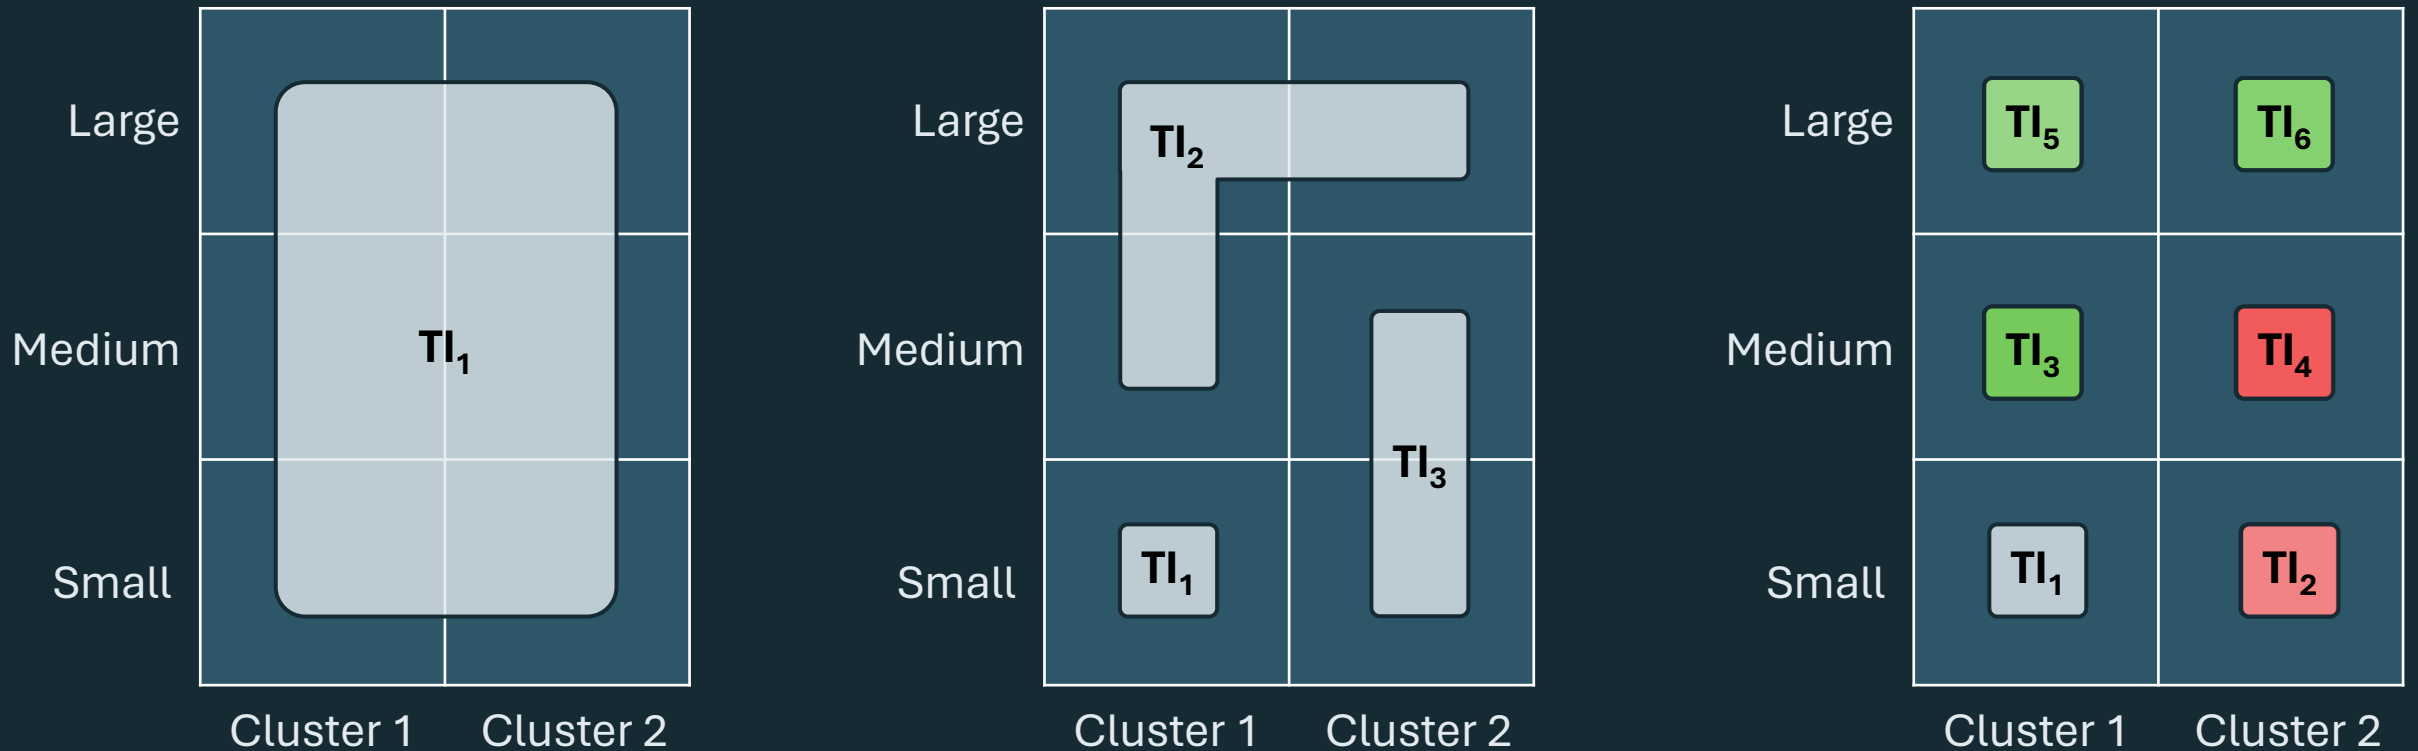 Large
Medium
Small
TI₁
Cluster 1 Cluster 2
Large
Medium
Small
TI₂
TI₃
TI₁
Cluster 1 Cluster 2
Large
Medium
Small
TI₅ TI₆
TI₃ TI₄
TI₁ TI₂
Cluster 1 Cluster 2